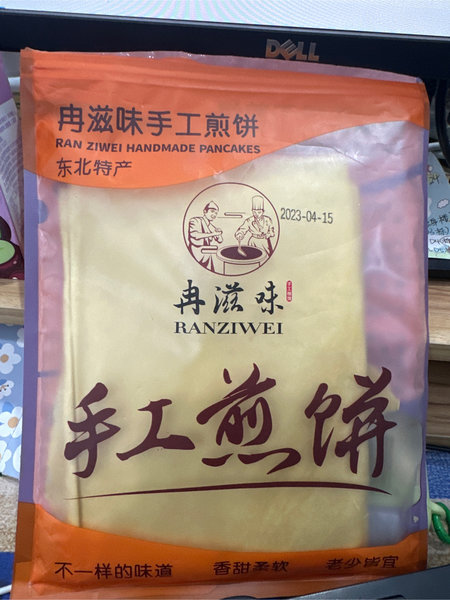 DELL
冉滋味手工煎饼
RAN ZIWEI HANDMADE PANCAKES
东北特产
2023-04-15
冉滋味
RANZIWEI
手工煎饼
不一样的味道 香甜柔软 老少皆宜